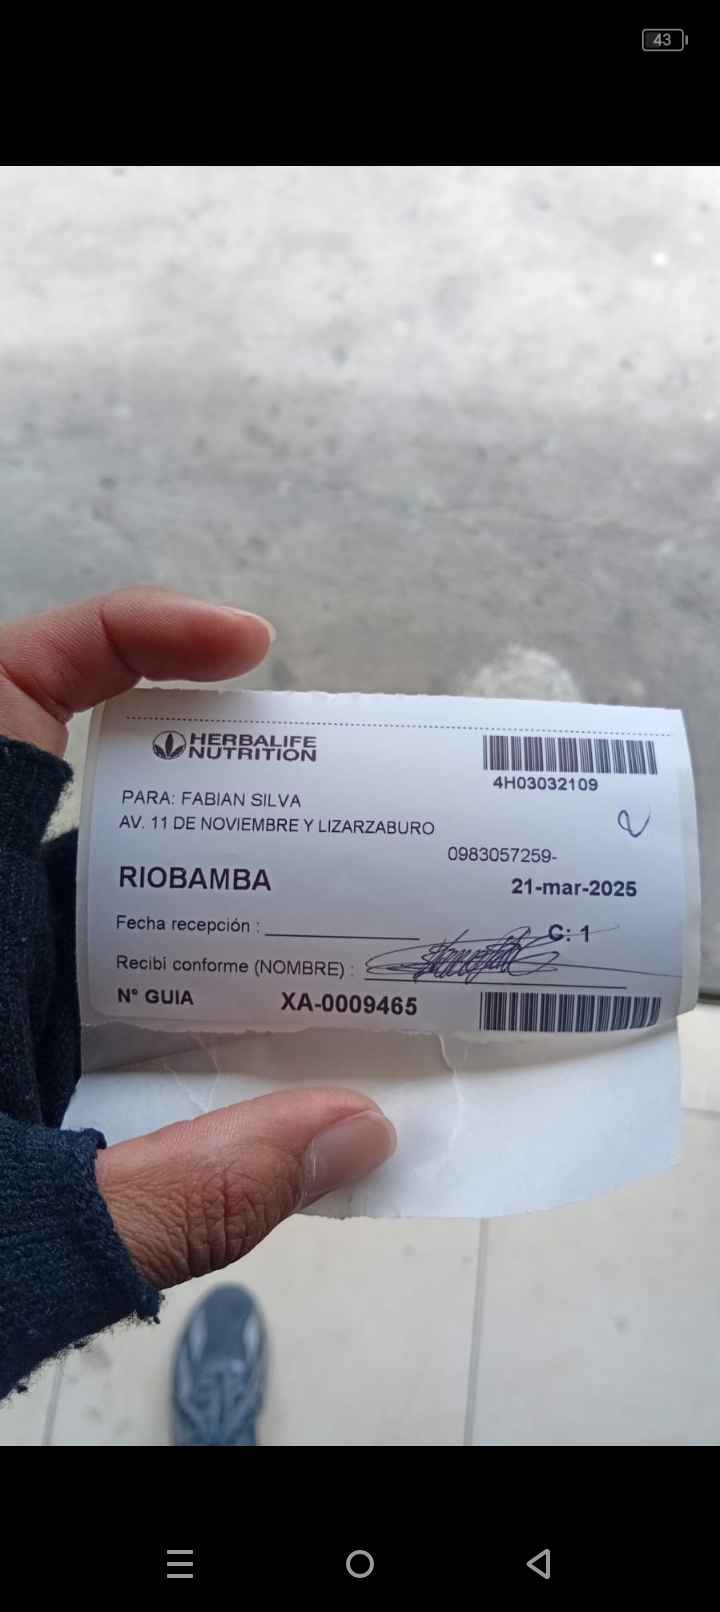 43
HERBALIFE
NUTRITION
4H03032109
PARA: FABIAN SILVA
AV. 11 DE NOVIEMBRE Y LIZARZABURO
0983057259-
RIOBAMBA
21-mar-2025
Fecha recepción :
C: 1
Recibi conforme (NOMBRE) :
N° GUIA XA-0009465